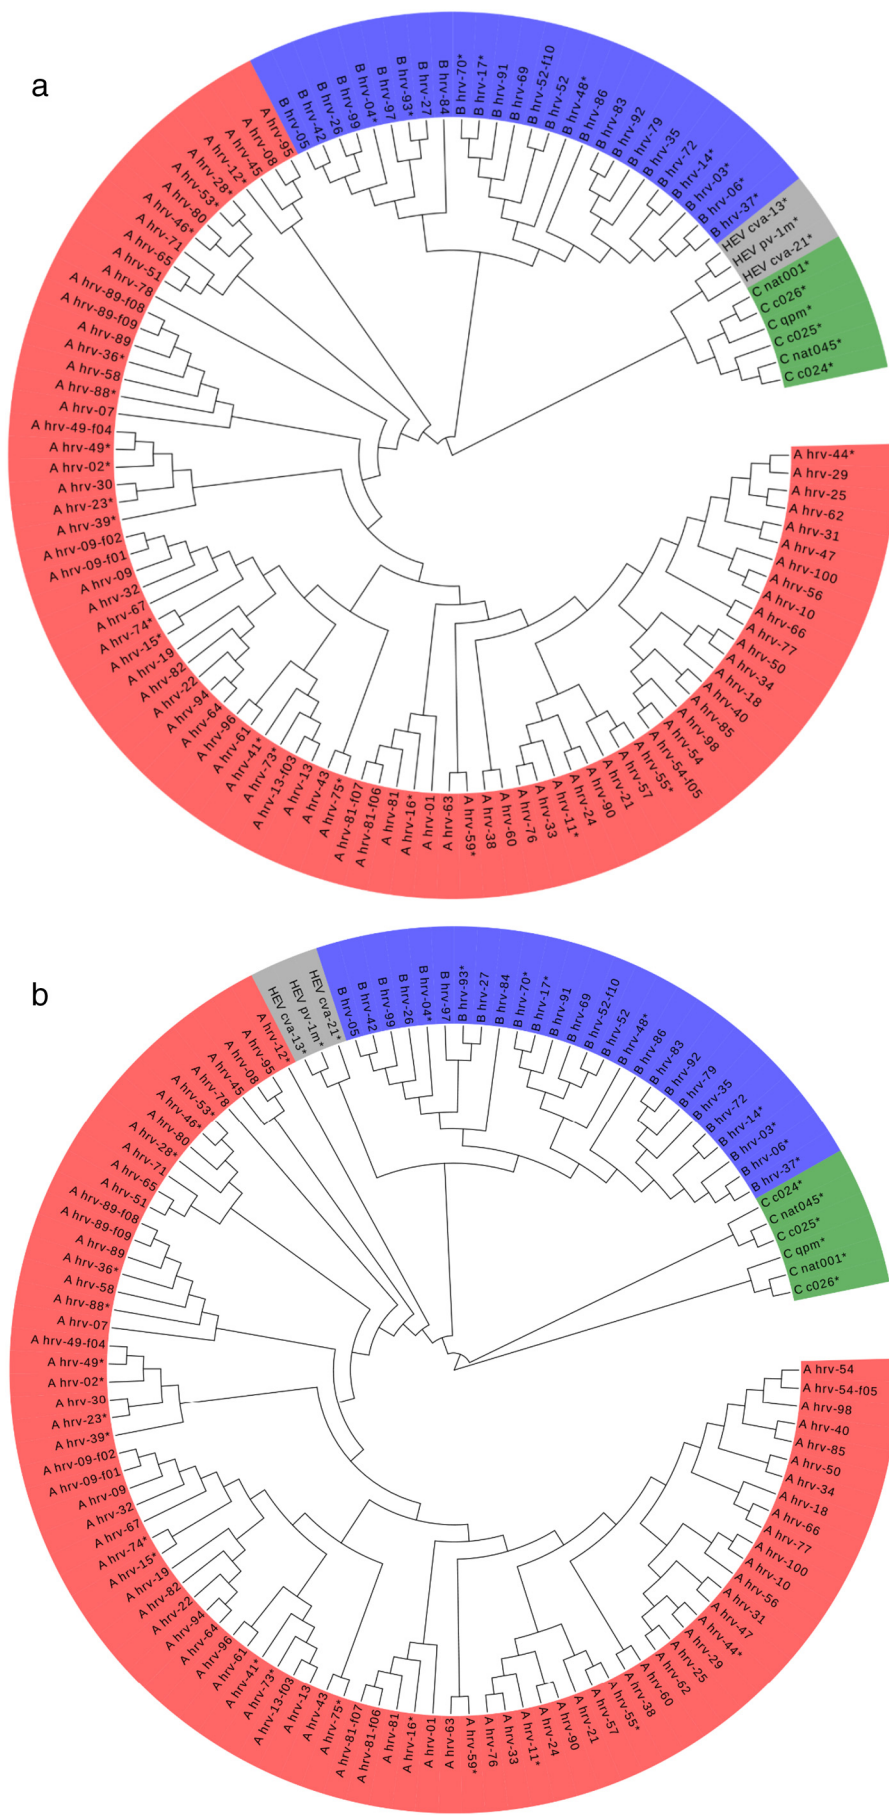 a
A hrv-95
A hrv-08
A hrv-45
A hrv-12*
A hrv-28*
A hrv-53*
A hrv-80
A hrv-46*
A hrv-71
A hrv-65
A hrv-51
A hrv-78
A hrv-89-f08
A hrv-89-f09
A hrv-89
A hrv-36*
A hrv-58
A hrv-88*
A hrv-07
A hrv-49-f04
A hrv-49*
A hrv-02*
A hrv-30
A hrv-23*
A hrv-39*
A hrv-09-f02
A hrv-09-f01
A hrv-09
A hrv-32
A hrv-67
A hrv-74*
A hrv-15*
A hrv-19
A hrv-82
A hrv-22
A hrv-94
A hrv-64
A hrv-96
A hrv-61
A hrv-41*
A hrv-73*
A hrv-13-f03
A hrv-13
A hrv-43
A hrv-75*
A hrv-81-f07
A hrv-81-f06
A hrv-81
A hrv-16*
A hrv-01
A hrv-63
A hrv-59*
A hrv-38
A hrv-60
A hrv-76
A hrv-33
A hrv-11*
A hrv-24
A hrv-90
A hrv-21
A hrv-57
A hrv-55*
A hrv-54-f05
A hrv-54
A hrv-98
A hrv-85
A hrv-40
A hrv-18
A hrv-34
A hrv-50
A hrv-77
A hrv-66
A hrv-10
A hrv-56
A hrv-100
A hrv-47
A hrv-31
A hrv-62
A hrv-25
A hrv-29
A hrv-44*
C c024*
C nat045*
C c025*
C qpm*
C c026*
C nat001*
HEV cva-21*
HEV pv-1m*
HEV cva-13*
B hrv-37*
B hrv-06*
B hrv-03*
B hrv-14*
B hrv-72
B hrv-35
B hrv-79
B hrv-92
B hrv-83
B hrv-86
B hrv-48*
B hrv-52
B hrv-52-f10
B hrv-69
B hrv-91
B hrv-17*
B hrv-70*
B hrv-84
B hrv-27
B hrv-93*
B hrv-97
B hrv-04*
B hrv-99
B hrv-26
B hrv-42
B hrv-05
b
HEV cva-21*
HEV pv-1m*
HEV cva-13*
A hrv-12*
A hrv-95
A hrv-08
A hrv-45
A hrv-78
A hrv-53*
A hrv-46*
A hrv-80
A hrv-28*
A hrv-71
A hrv-65
A hrv-51
A hrv-89-f08
A hrv-89-f09
A hrv-89
A hrv-36*
A hrv-58
A hrv-88*
A hrv-07
A hrv-49-f04
A hrv-49*
A hrv-02*
A hrv-30
A hrv-23*
A hrv-39*
A hrv-09-f02
A hrv-09-f01
A hrv-09
A hrv-32
A hrv-67
A hrv-74*
A hrv-15*
A hrv-19
A hrv-82
A hrv-22
A hrv-94
A hrv-64
A hrv-96
A hrv-61
A hrv-41*
A hrv-73*
A hrv-13-f03
A hrv-13
A hrv-43
A hrv-75*
A hrv-81-f07
A hrv-81-f06
A hrv-81
A hrv-16*
A hrv-01
A hrv-63
A hrv-59*
A hrv-76
A hrv-33
A hrv-11*
A hrv-24
A hrv-90
A hrv-21
A hrv-57
A hrv-55*
A hrv-38
A hrv-60
A hrv-62
A hrv-25
A hrv-29
A hrv-44*
A hrv-47
A hrv-31
A hrv-56
A hrv-10
A hrv-100
A hrv-77
A hrv-66
A hrv-18
A hrv-34
A hrv-50
A hrv-85
A hrv-40
A hrv-98
A hrv-54-f05
A hrv-54
C c026*
C nat001*
C qpm*
C c025*
C nat045*
C c024*
B hrv-37*
B hrv-06*
B hrv-03*
B hrv-14*
B hrv-72
B hrv-35
B hrv-79
B hrv-92
B hrv-83
B hrv-86
B hrv-48*
B hrv-52
B hrv-52-f10
B hrv-69
B hrv-91
B hrv-17*
B hrv-70*
B hrv-84
B hrv-27
B hrv-93*
B hrv-97
B hrv-04*
B hrv-26
B hrv-99
B hrv-42
B hrv-05